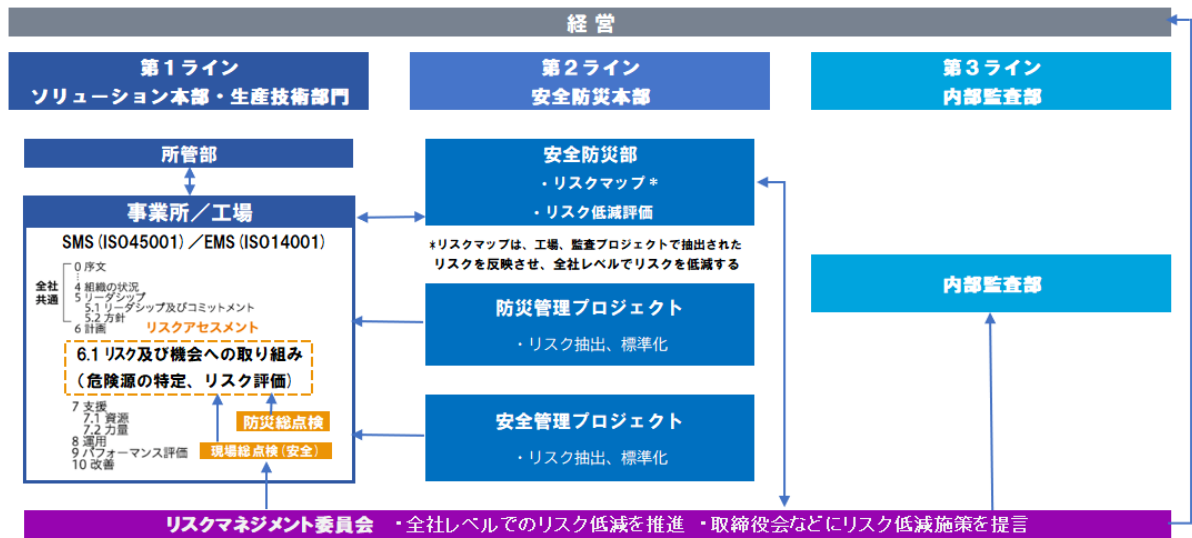 経営
第１ライン
ソリューション本部・生産技術部門
第２ライン
安全防災本部
第３ライン
内部監査部
所管部
事業所／工場
SMS(ISO45001)／EMS(ISO14001)
全社
共通
0 序文
⋮
4 組織の状況
5 リーダシップ
5.1 リーダシップ及びコミットメント
5.2 方針
6 計画
リスクアセスメント
6.1 リスク及び機会への取り組み
（危険源の特定、リスク評価）
7 支援
7.1 資源
7.2 力量
8 運用
9 パフォーマンス評価
10 改善
防災総点検
現場総点検(安全)
安全防災部
・リスクマップ＊
・リスク低減評価
*リスクマップは、工場、監査プロジェクトで抽出された
リスクを反映させ、全社レベルでリスクを低減する
防災管理プロジェクト
・リスク抽出、標準化
安全管理プロジェクト
・リスク抽出、標準化
内部監査部
リスクマネジメント委員会 ・全社レベルでのリスク低減を推進 ・取締役会などにリスク低減施策を提言